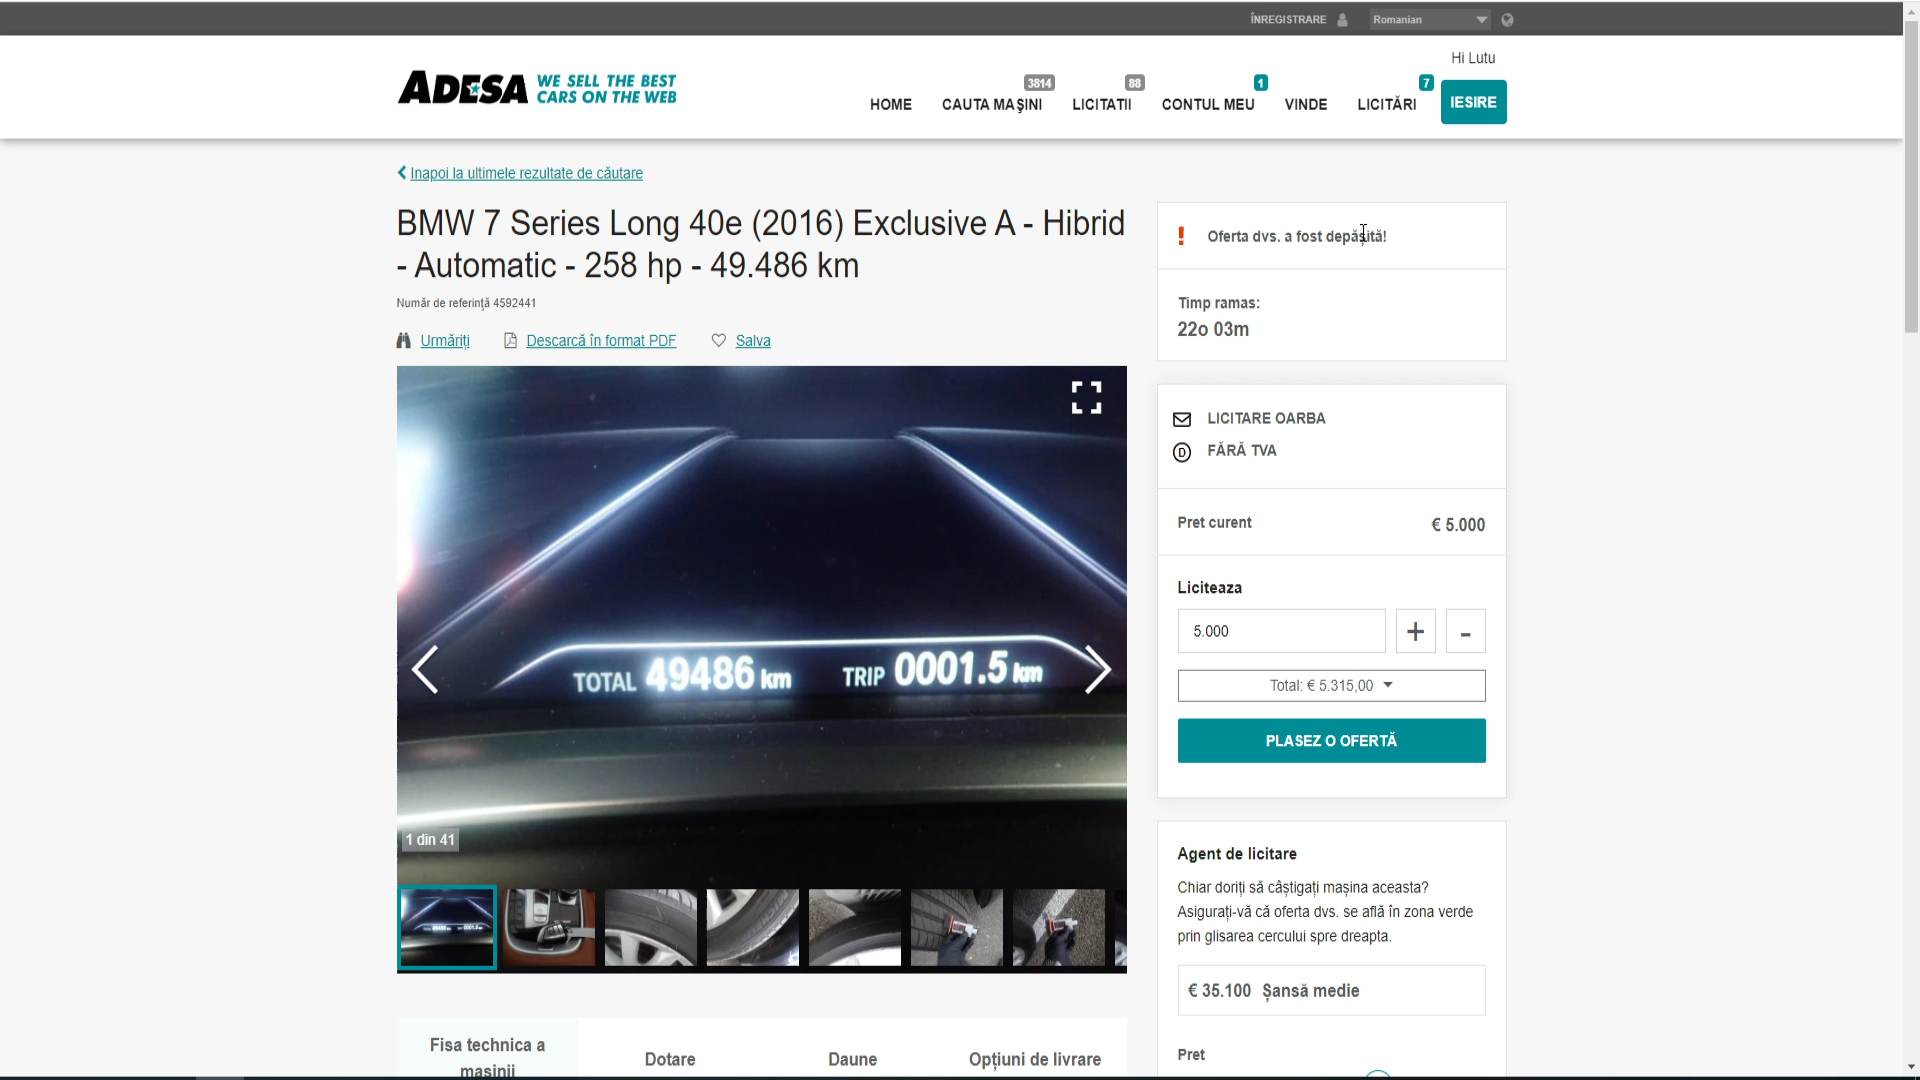 ÎNREGISTRARE
Romanian
Hi Lutu
ADESA
WE SELL THE BEST
CARS ON THE WEB
HOME
CAUTA MAȘINI 3814
LICITATII 88
CONTUL MEU 1
VINDE
LICITĂRI 7
IESIRE
Inapoi la ultimele rezultate de căutare
BMW 7 Series Long 40e (2016) Exclusive A - Hibrid
- Automatic - 258 hp - 49.486 km
Număr de referință 4592441
Urmăriți
Descarcă în format PDF
Salva
TOTAL 49486 km
TRIP 0001.5 km
1 din 41
Fisa technica a
masinii
Dotare
Daune
Opțiuni de livrare
Oferta dvs. a fost depășită!
Timp ramas:
22o 03m
LICITARE OARBA
D FĂRĂ TVA
Pret curent
€ 5.000
Liciteaza
5.000
+
-
Total: € 5.315,00
PLASEZ O OFERTĂ
Agent de licitare
Chiar doriți să câștigați mașina aceasta?
Asigurați-vă că oferta dvs. se află în zona verde
prin glisarea cercului spre dreapta.
€ 35.100 Șansă medie
Pret